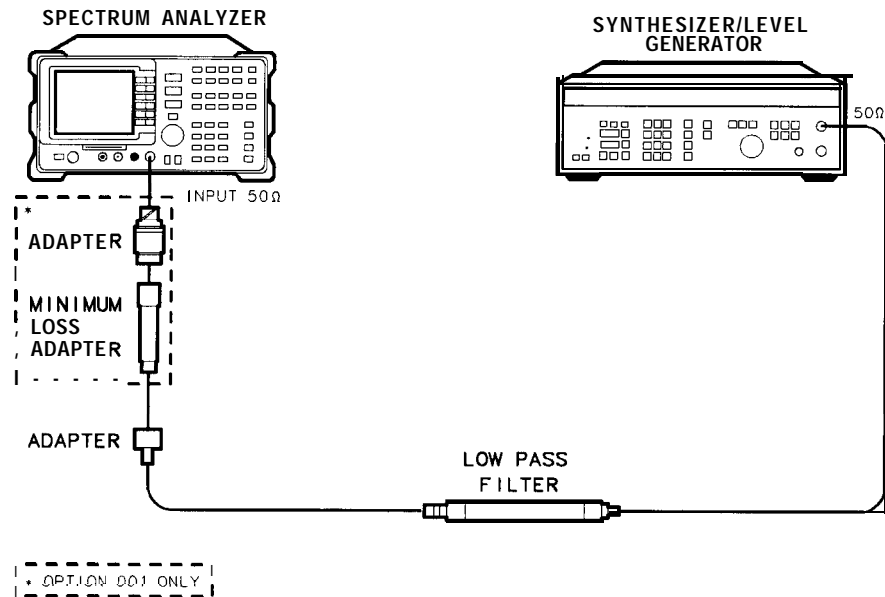 SPECTRUM ANALYZER
SYNTHESIZER/LEVEL
GENERATOR
50Ω
INPUT 50Ω
*
ADAPTER
MINIMUM
LOSS
ADAPTER
ADAPTER
LOW PASS
FILTER
* OPTION 001 ONLY